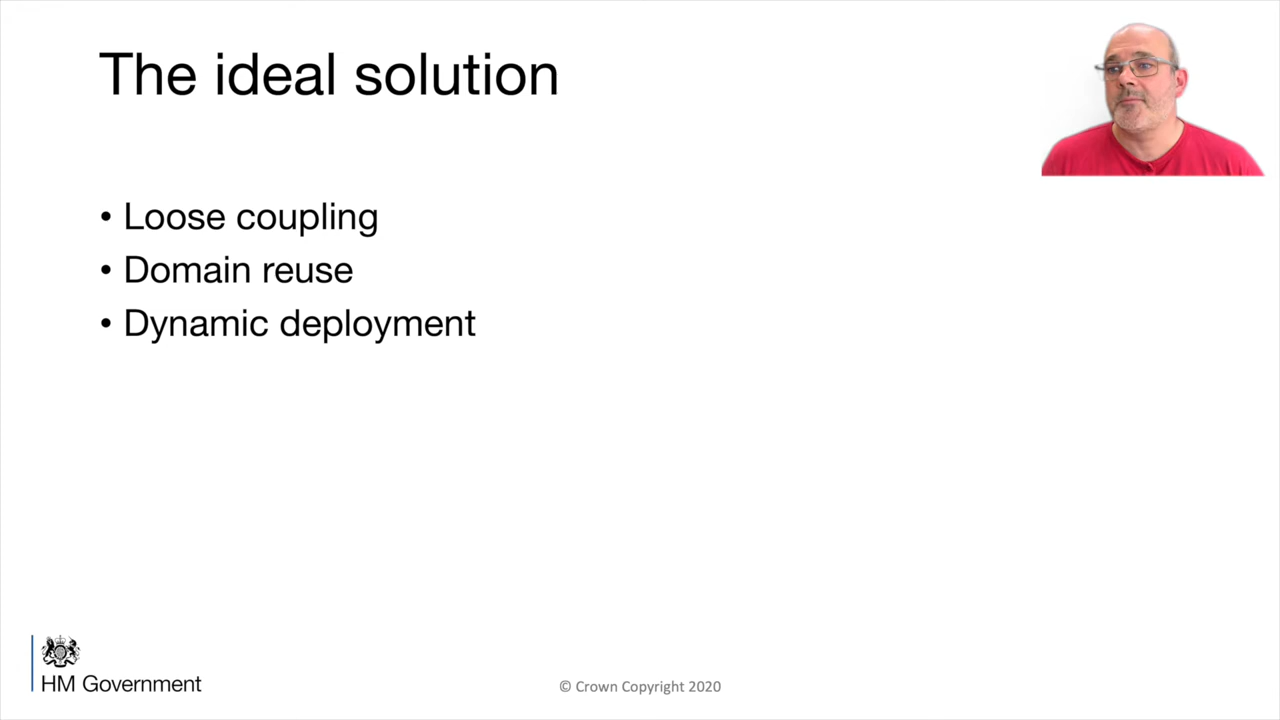 The ideal solution
• Loose coupling
• Domain reuse
• Dynamic deployment
HM Government
© Crown Copyright 2020